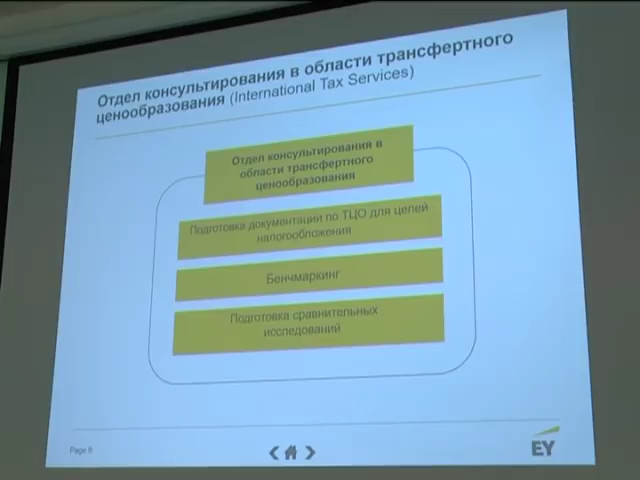 Отдел консультирования в области трансфертного
ценообразования (International Tax Services)
Отдел консультирования в
области трансфертного
ценообразования
Подготовка документации по ТЦО для целей
налогообложения
Бенчмаркинг
Подготовка сравнительных
исследований
Page 8
EY